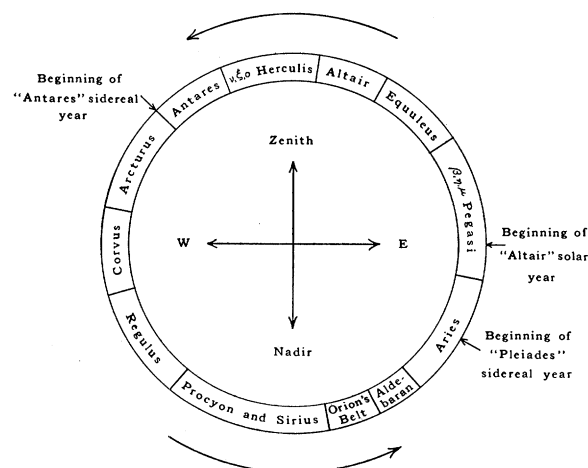 Beginning of
"Antares" sidereal
year
Antares
ν,ξ,ο Herculis
Altair
Equuleus
β,η,μ Pegasi
Beginning of
"Altair" solar
year
Aries
Beginning of
"Pleiades"
sidereal year
Alde-
baran
Orion's
Belt
Procyon and Sirius
Regulus
Corvus
Arcturus
Zenith
W
E
Nadir